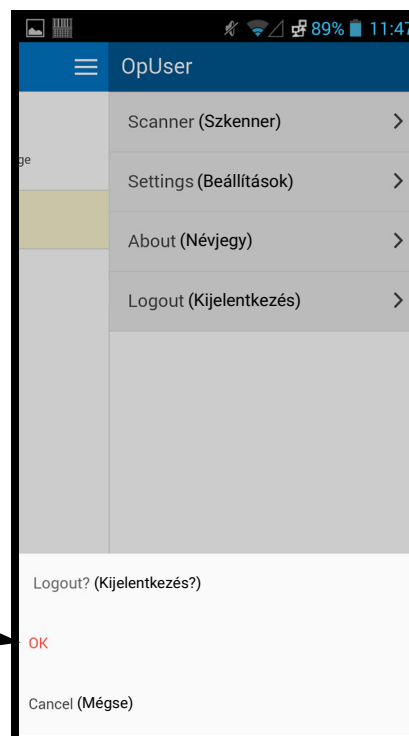 89% 11:47
OpUser
Scanner (Szkenner)
ge
Settings (Beállítások)
About (Névjegy)
Logout (Kijelentkezés)
Logout? (Kijelentkezés?)
OK
Cancel (Mégse)